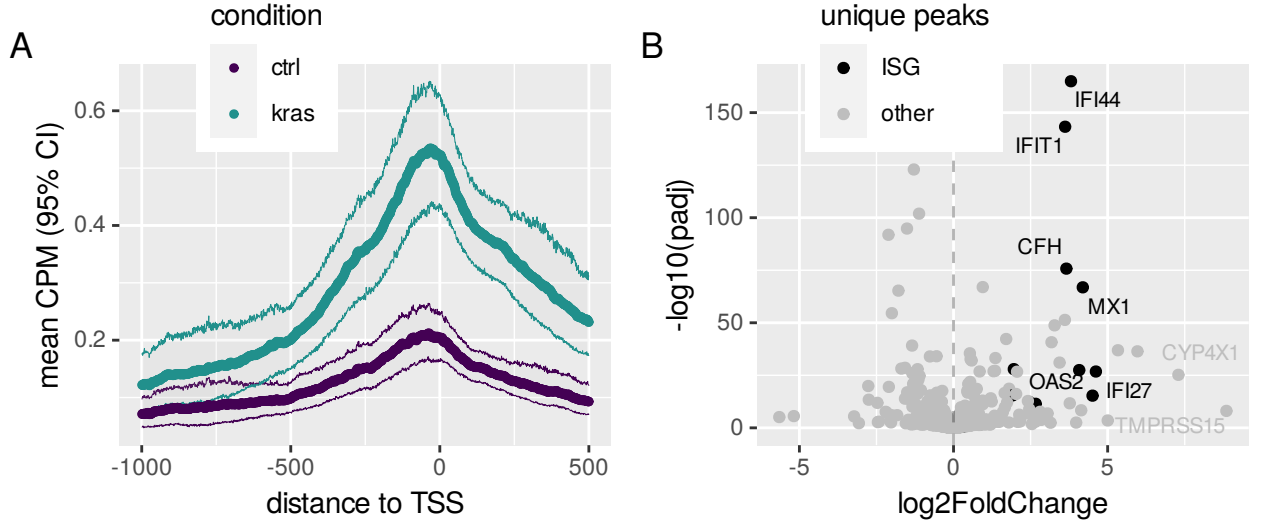 A
condition
ctrl
kras
mean CPM (95% CI)
0.6
0.4
0.2
-1000
-500
0
500
distance to TSS
B
unique peaks
ISG
other
-log10(padj)
150
100
50
0
IFI44
IFIT1
CFH
MX1
CYP4X1
OAS2
IFI27
TMPRSS15
-5
0
5
log2FoldChange